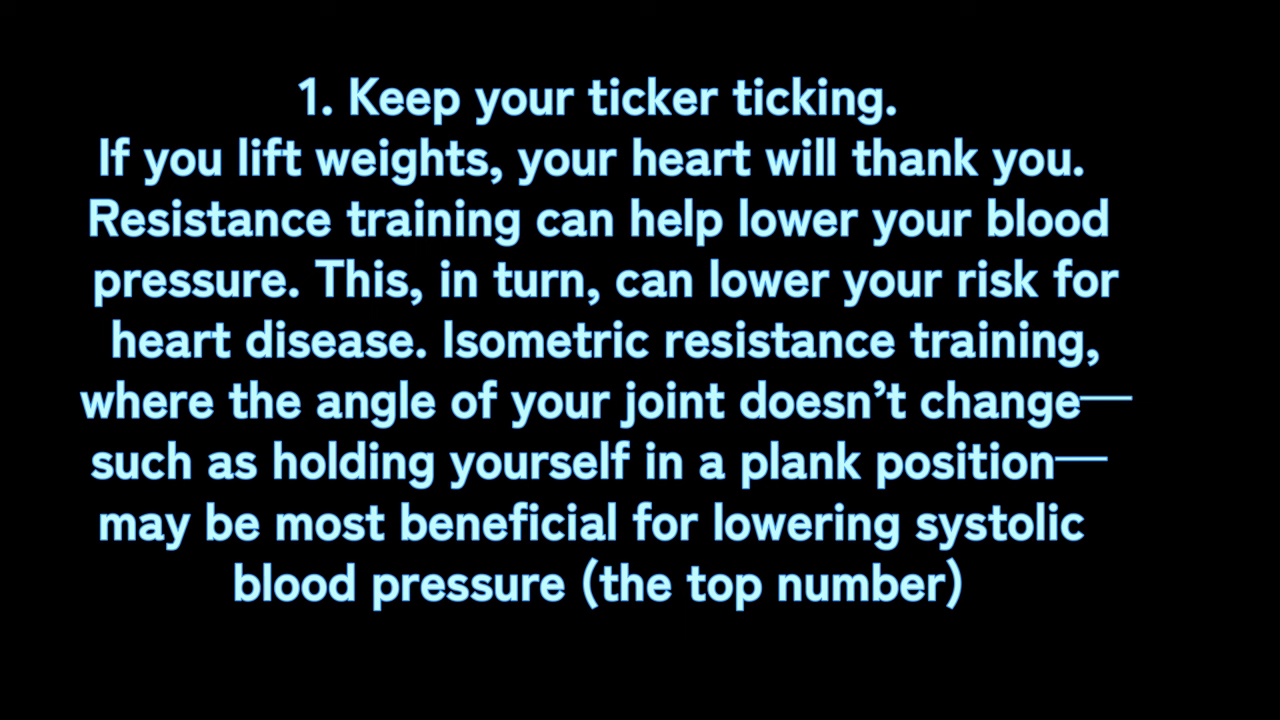 1. Keep your ticker ticking.
If you lift weights, your heart will thank you.
Resistance training can help lower your blood
pressure. This, in turn, can lower your risk for
heart disease. Isometric resistance training,
where the angle of your joint doesn’t change—
such as holding yourself in a plank position—
may be most beneficial for lowering systolic
blood pressure (the top number)